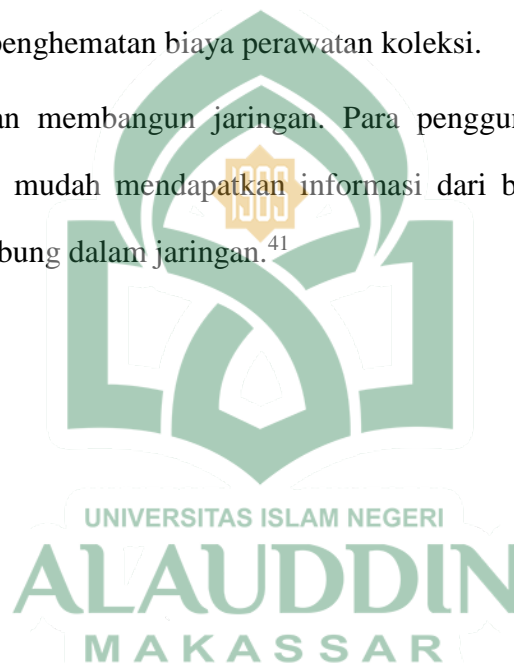 penghematan biaya perawatan koleksi.
an membangun jaringan. Para penggun
mudah mendapatkan informasi dari b
bung dalam jaringan.41
1965
UNIVERSITAS ISLAM NEGERI
ALAUDDIN
MAKASSAR